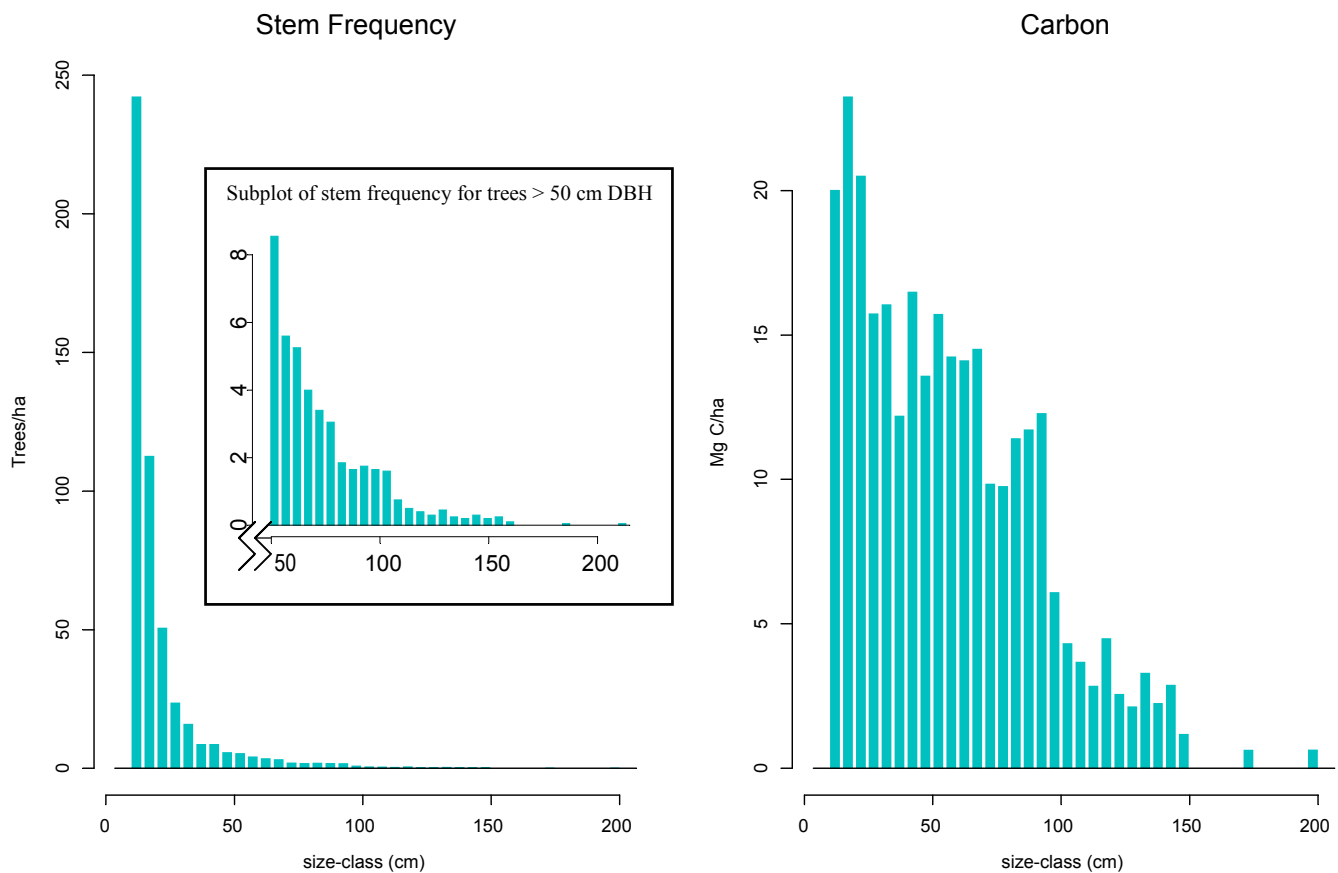 Stem Frequency
Trees/ha
250
200
150
100
50
0
0 50 100 150 200
size-class (cm)
Subplot of stem frequency for trees > 50 cm DBH
8
6
4
2
0
50 100 150 200
Carbon
Mg C/ha
20
15
10
5
0
0 50 100 150 200
size-class (cm)